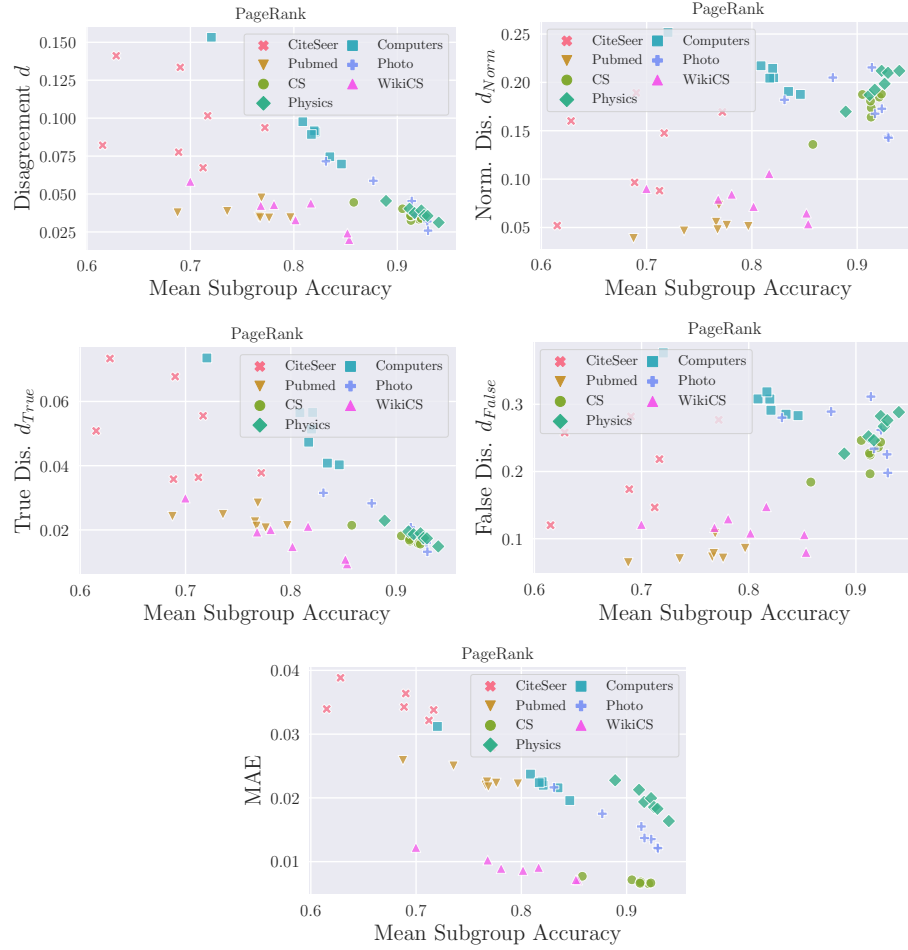 PageRank
0.150
0.125
0.100
0.075
0.050
0.025
Disagreement d
CiteSeer
Pubmed
CS
Physics
Computers
Photo
WikiCS
0.6 0.7 0.8 0.9
Mean Subgroup Accuracy
PageRank
0.25
0.20
0.15
0.10
0.05
Norm. Dis. d_Norm
CiteSeer
Pubmed
CS
Physics
Computers
Photo
WikiCS
0.6 0.7 0.8 0.9
Mean Subgroup Accuracy
PageRank
0.06
0.04
0.02
True Dis. d_True
CiteSeer
Pubmed
CS
Physics
Computers
Photo
WikiCS
0.6 0.7 0.8 0.9
Mean Subgroup Accuracy
PageRank
0.3
0.2
0.1
False Dis. d_False
CiteSeer
Pubmed
CS
Physics
Computers
Photo
WikiCS
0.6 0.7 0.8 0.9
Mean Subgroup Accuracy
PageRank
0.04
0.03
0.02
0.01
MAE
CiteSeer
Pubmed
CS
Physics
Computers
Photo
WikiCS
0.6 0.7 0.8 0.9
Mean Subgroup Accuracy